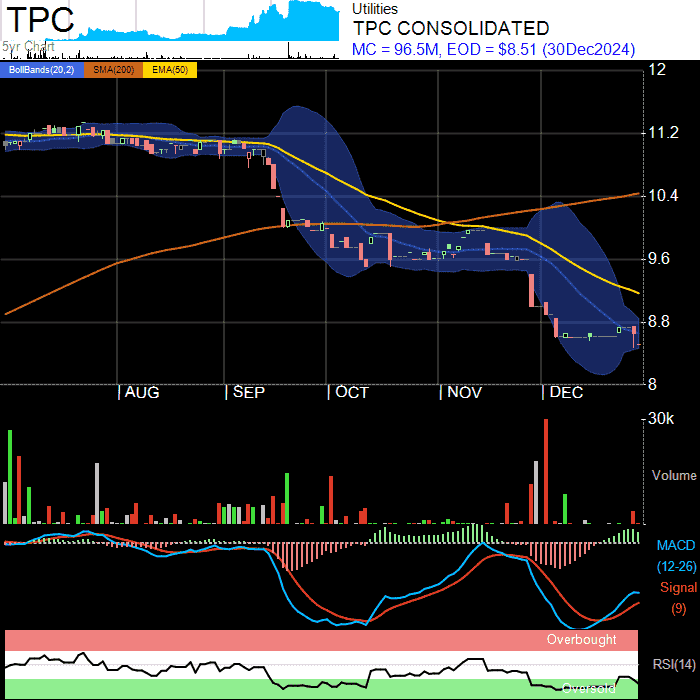 TPC
5yr Chart
Utilities
TPC CONSOLIDATED
MC = 96.5M, EOD = $8.51 (30Dec2024)
BollBands(20,2) SMA(200) EMA(50)
12
11.2
10.4
9.6
8.8
8
AUG SEP OCT NOV DEC
30k
Volume
MACD
(12-26)
Signal
(9)
Overbought
RSI(14)
Oversold